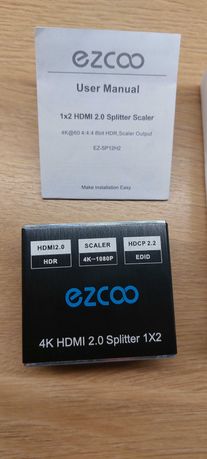 ezcoo
User Manual
1x2 HDMI 2.0 Splitter Scaler
4K@60 4:4:4 8bit HDR,Scaler Output
EZ-SP12H2
Make Installation Easy
HDMI2.0 SCALER HDCP 2.2
HDR 4K→1080P EDID
ezcoo
4K HDMI 2.0 Splitter 1X2